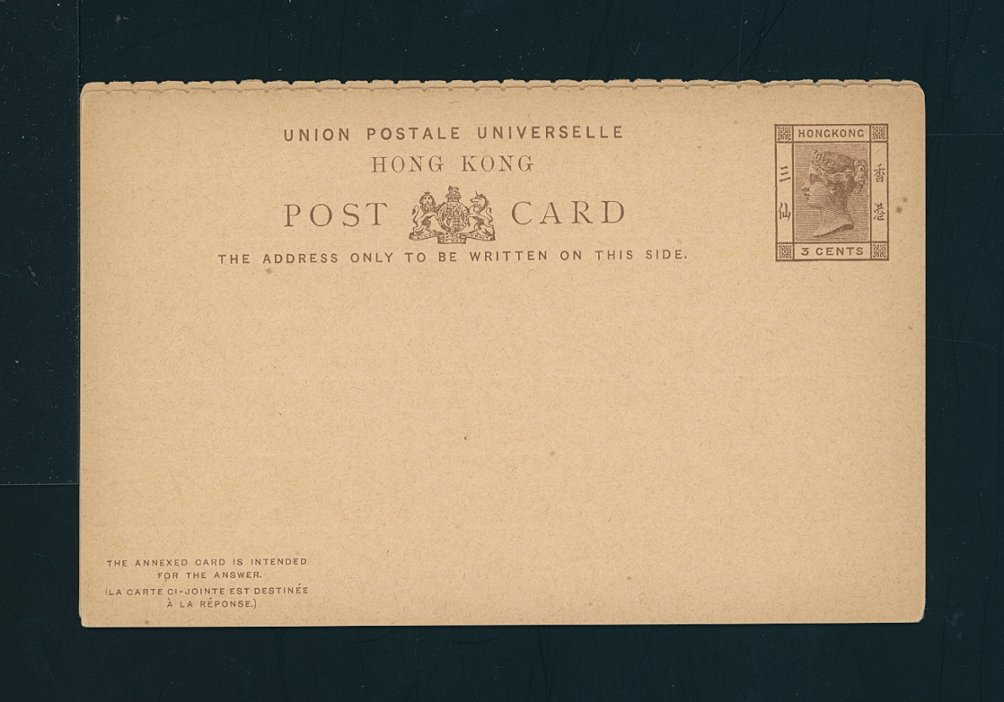 UNION POSTALE UNIVERSELLE
HONG KONG
POST CARD
THE ADDRESS ONLY TO BE WRITTEN ON THIS SIDE.
HONGKONG
香港
三仙
3 CENTS
THE ANNEXED CARD IS INTENDED
FOR THE ANSWER.
(LA CARTE CI-JOINTE EST DESTINÉE
À LA RÉPONSE.)